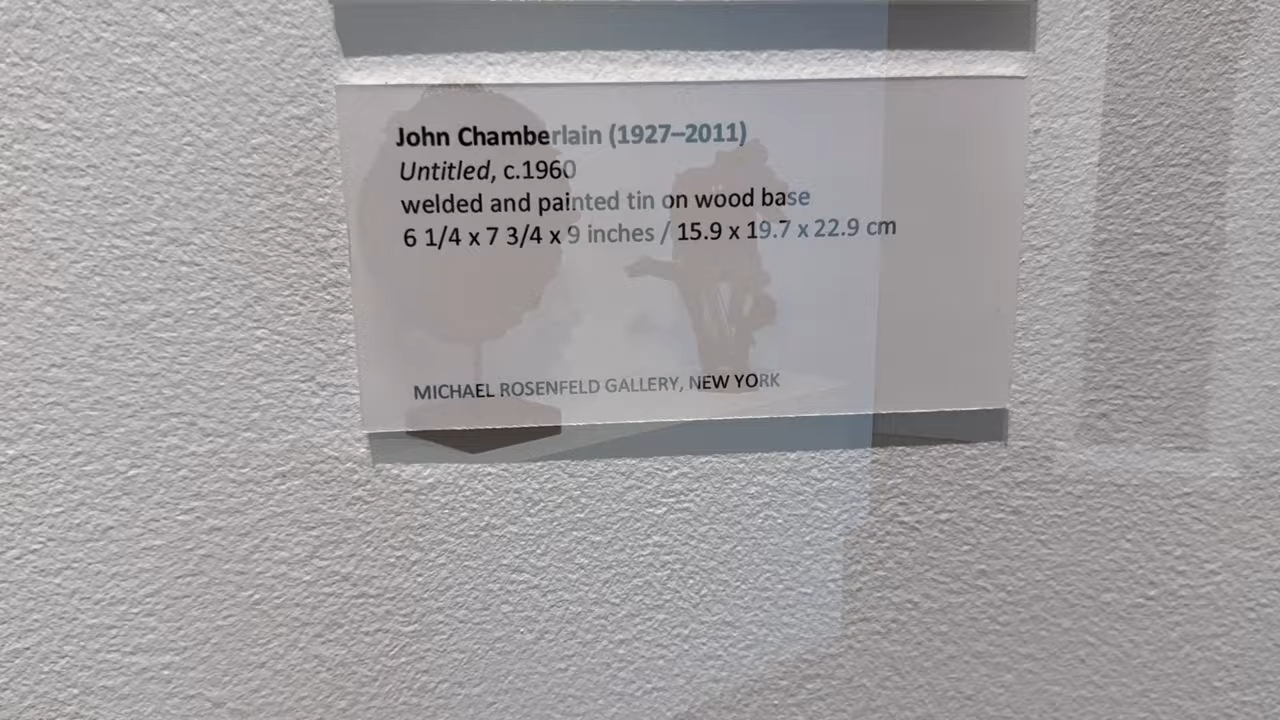 John Chamberlain (1927–2011)
Untitled, c.1960
welded and painted tin on wood base
6 1/4 x 7 3/4 x 9 inches / 15.9 x 19.7 x 22.9 cm
MICHAEL ROSENFELD GALLERY, NEW YORK